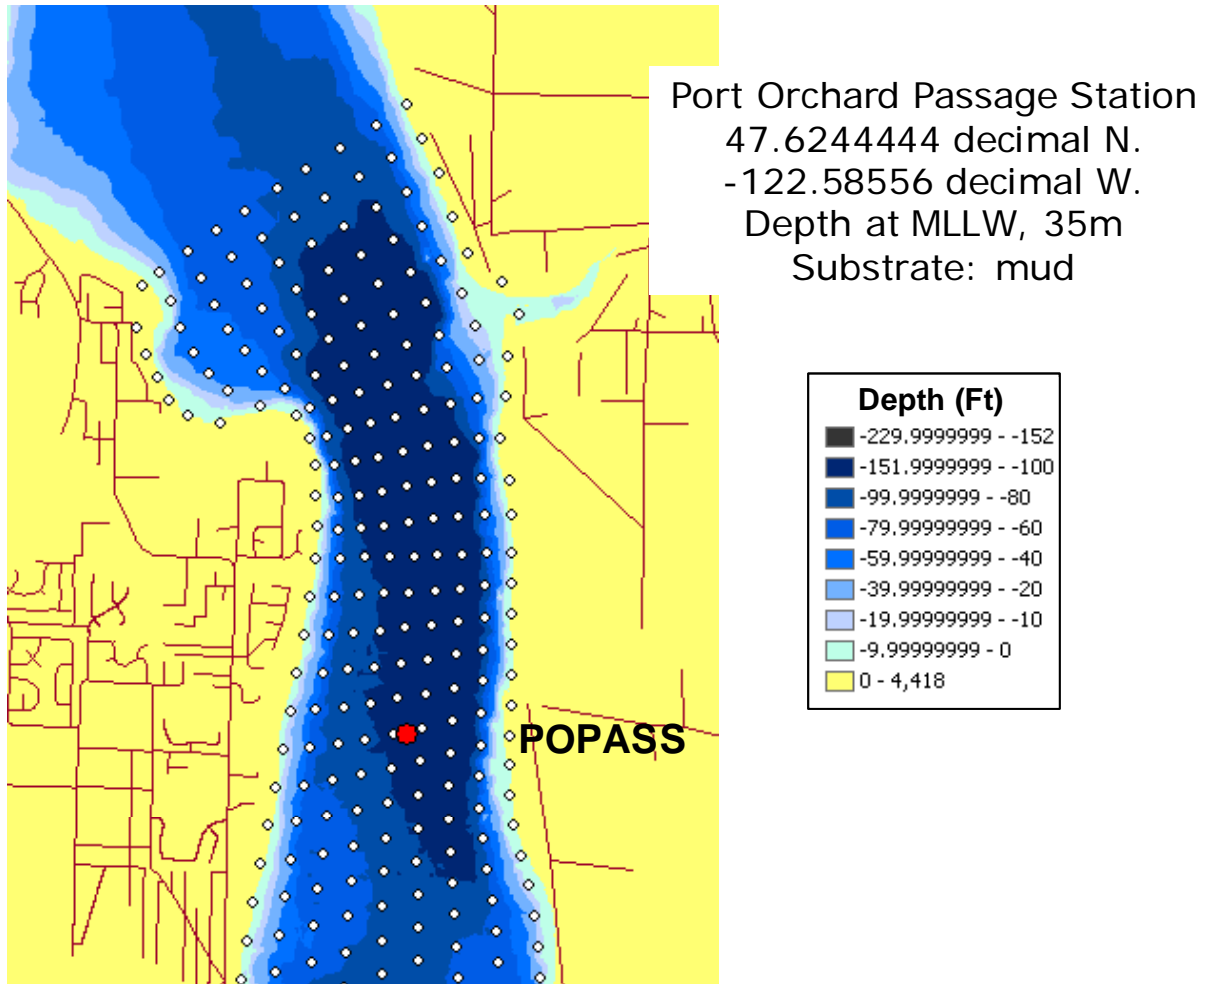 Port Orchard Passage Station
47.6244444 decimal N.
-122.58556 decimal W.
Depth at MLLW, 35m
Substrate: mud
Depth (Ft)
-229.9999999 - -152
-151.9999999 - -100
-99.9999999 - -80
-79.99999999 - -60
-59.99999999 - -40
-39.99999999 - -20
-19.99999999 - -10
-9.99999999 - 0
0 - 4,418
POPASS